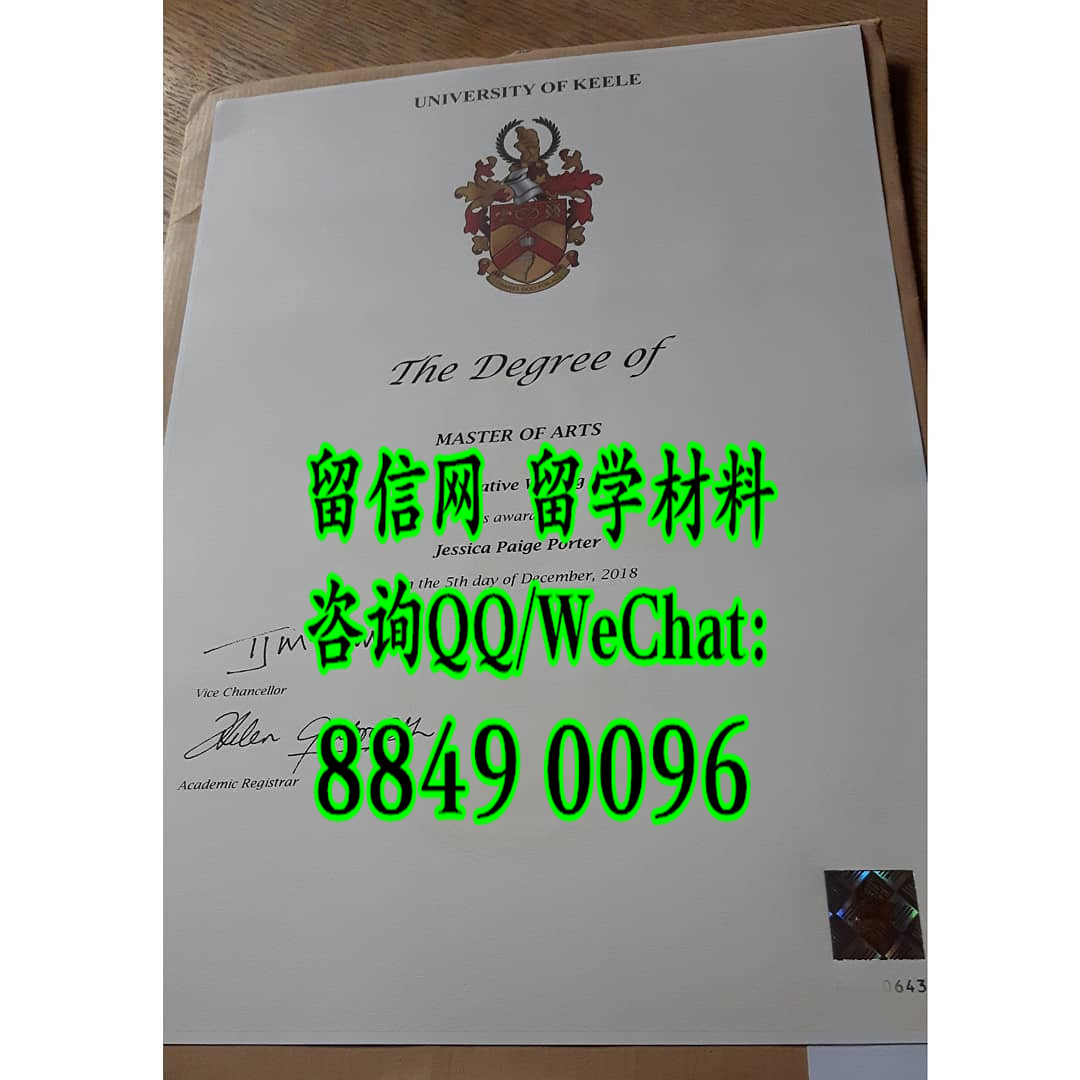 UNIVERSITY OF KEELE
The Degree of
MASTER OF ARTS
留信网 留学材料
Jessica Paige Porter
the 5th day of December, 2018
咨询QQ/WeChat:
Vice Chancellor
8849 0096
Academic Registrar
0643